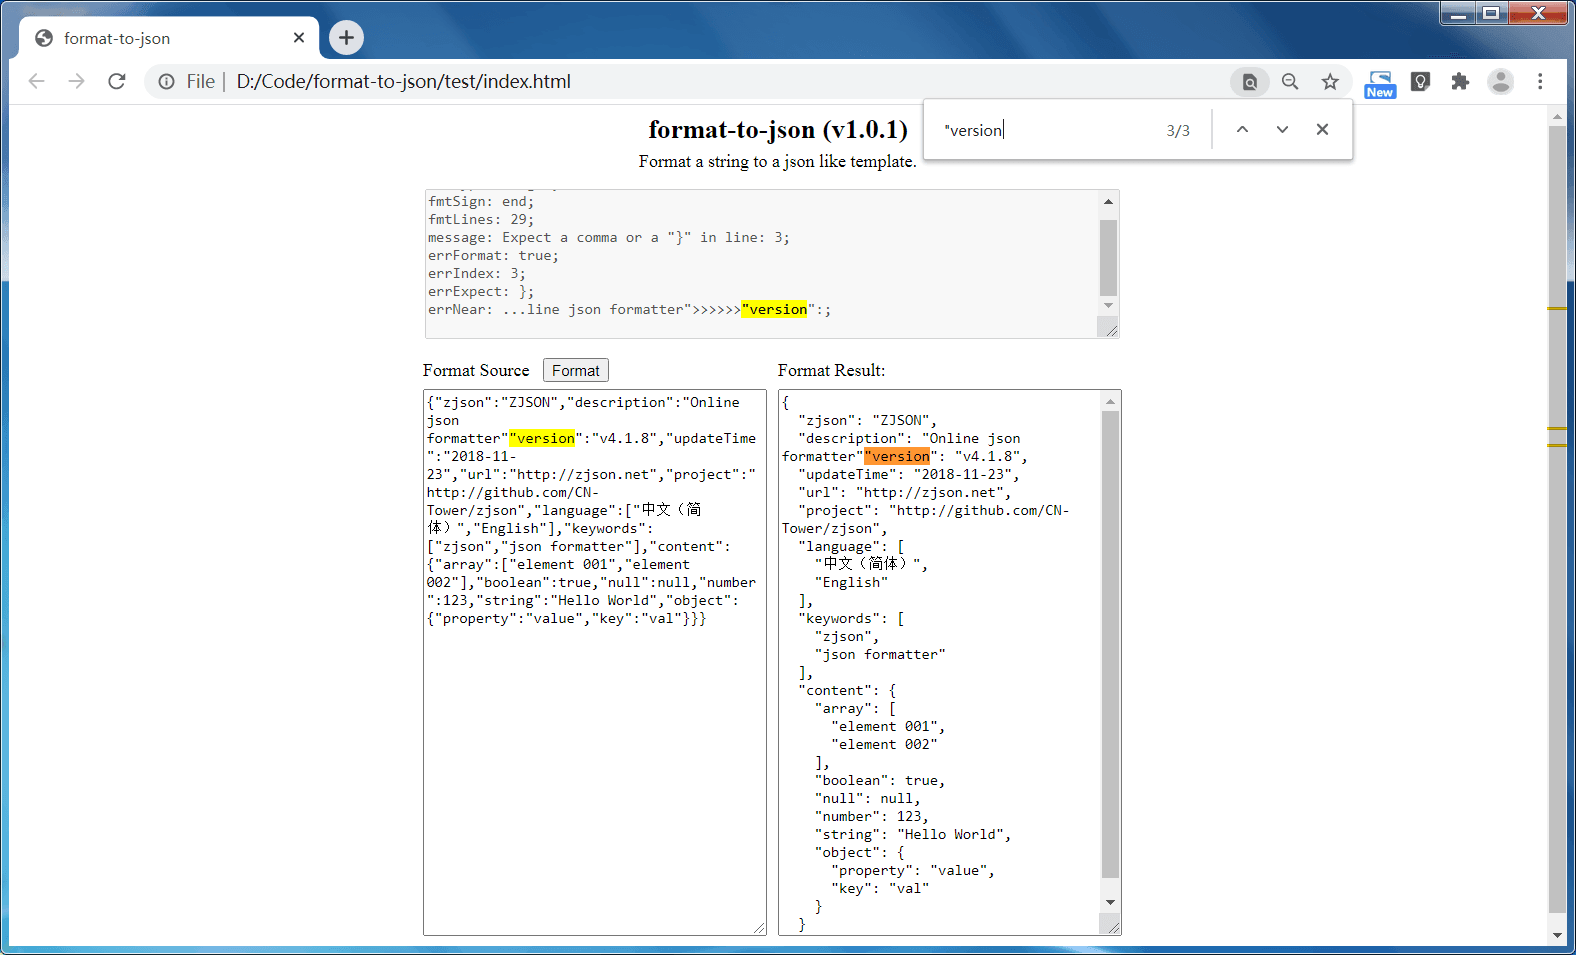 format-to-json
File | D:/Code/format-to-json/test/index.html
New
"version 3/3
format-to-json (v1.0.1)
Format a string to a json like template.
fmtSign: end;
fmtLines: 29;
message: Expect a comma or a "}" in line: 3;
errFormat: true;
errIndex: 3;
errExpect: };
errNear: ...line json formatter">>>>>>"version":;
Format Source
Format
{"zjson":"ZJSON","description":"Online
json
formatter""version":"v4.1.8","updateTime
":"2018-11-
23","url":"http://zjson.net","project":"
http://github.com/CN-
Tower/zjson","language":["中文（简
体）","English"],"keywords":
["zjson","json formatter"],"content":
{"array":["element 001","element
002"],"boolean":true,"null":null,"number
":123,"string":"Hello World","object":
{"property":"value","key":"val"}}}
Format Result:
{
"zjson": "ZJSON",
"description": "Online json
formatter""version": "v4.1.8",
"updateTime": "2018-11-23",
"url": "http://zjson.net",
"project": "http://github.com/CN-
Tower/zjson",
"language": [
"中文（简体）",
"English"
],
"keywords": [
"zjson",
"json formatter"
],
"content": {
"array": [
"element 001",
"element 002"
],
"boolean": true,
"null": null,
"number": 123,
"string": "Hello World",
"object": {
"property": "value",
"key": "val"
}
}